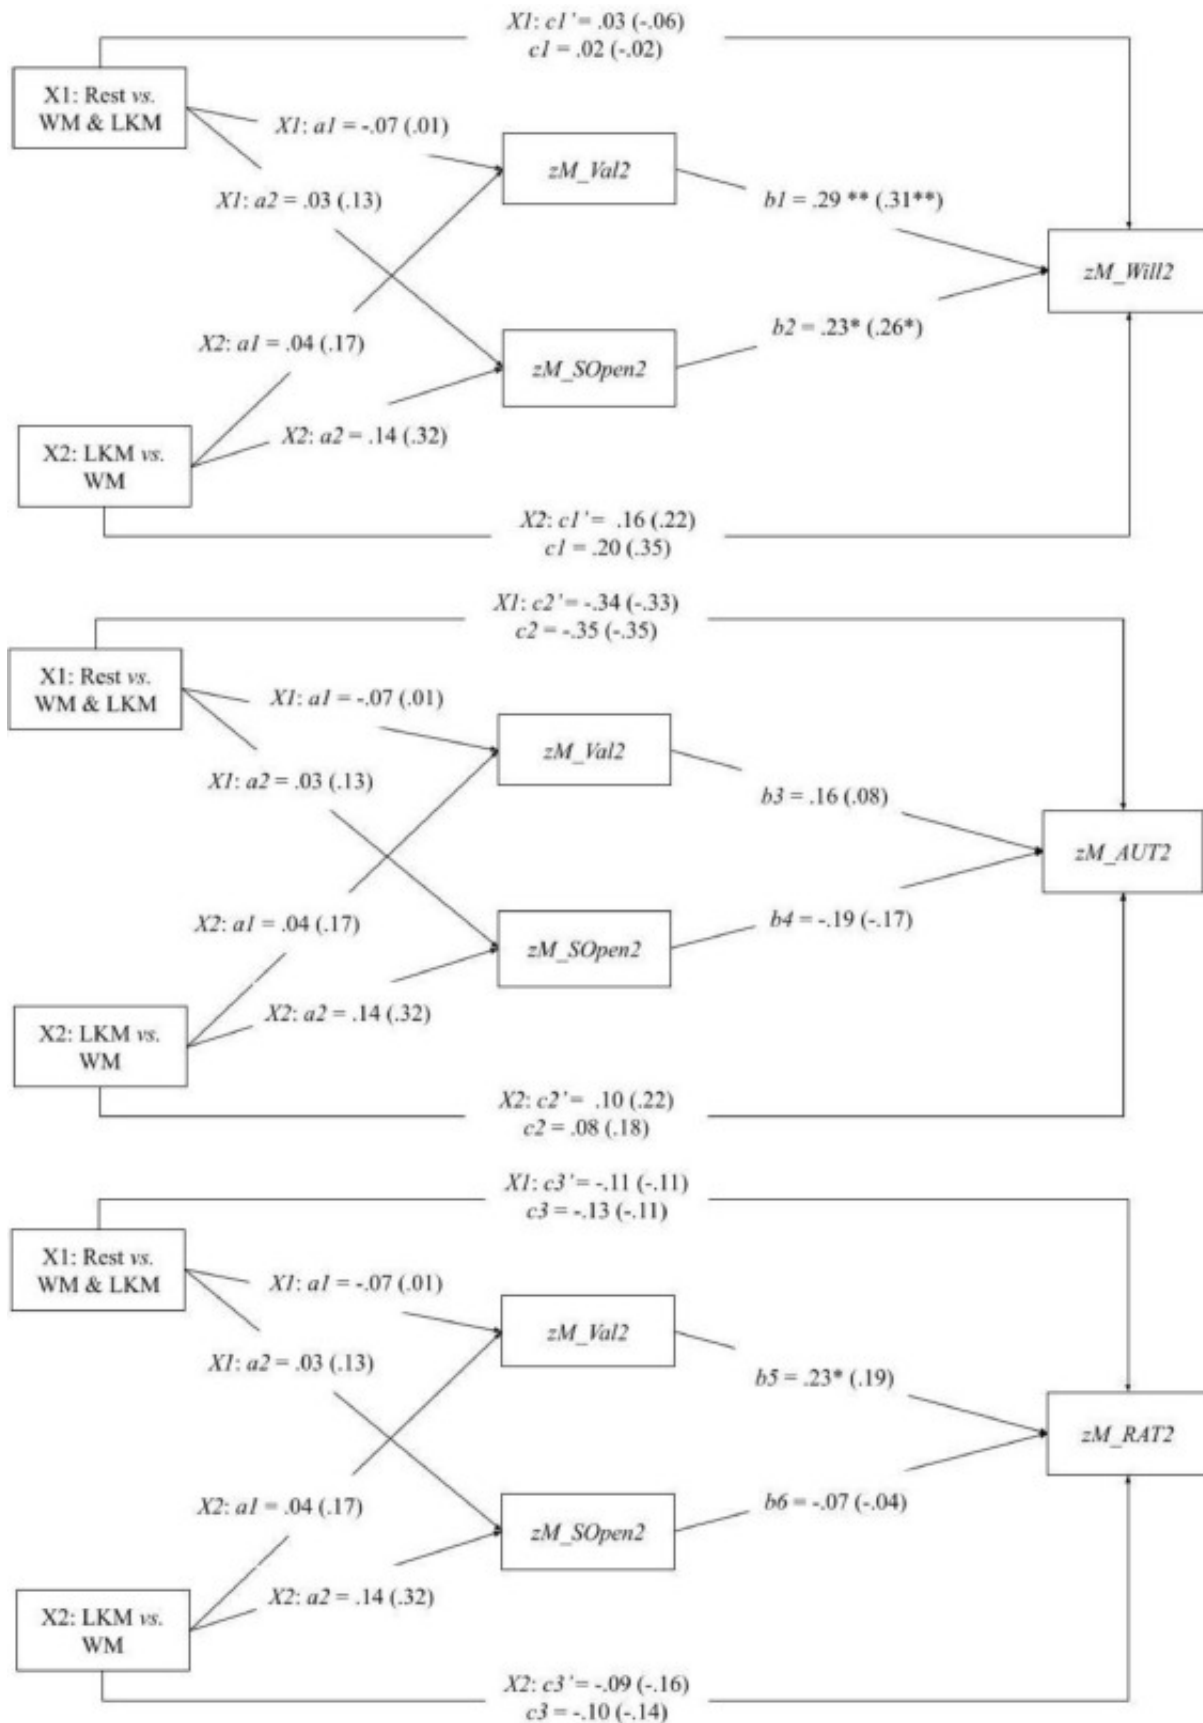 X1: c1' = .03 (-.06)
c1 = .02 (-.02)
X1: Rest vs.
WM & LKM
X1: a1 = -.07 (.01)
zM_Val2
X1: a2 = .03 (.13)
b1 = .29 ** (.31**)
zM_Will2
X2: a1 = .04 (.17)
b2 = .23* (.26*)
zM_SOpen2
X2: a2 = .14 (.32)
X2: LKM vs.
WM
X2: c1' = .16 (.22)
c1 = .20 (.35)
X1: c2' = -.34 (-.33)
c2 = -.35 (-.35)
X1: Rest vs.
WM & LKM
X1: a1 = -.07 (.01)
zM_Val2
X1: a2 = .03 (.13)
b3 = .16 (.08)
zM_AUT2
X2: a1 = .04 (.17)
b4 = -.19 (-.17)
zM_SOpen2
X2: a2 = .14 (.32)
X2: LKM vs.
WM
X2: c2' = .10 (.22)
c2 = .08 (.18)
X1: c3' = -.11 (-.11)
c3 = -.13 (-.11)
X1: Rest vs.
WM & LKM
X1: a1 = -.07 (.01)
zM_Val2
X1: a2 = .03 (.13)
b5 = .23* (.19)
zM_RAT2
X2: a1 = .04 (.17)
b6 = -.07 (-.04)
zM_SOpen2
X2: a2 = .14 (.32)
X2: LKM vs.
WM
X2: c3' = -.09 (-.16)
c3 = -.10 (-.14)